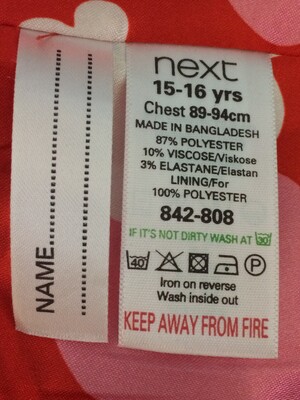 next
15-16 yrs
Chest 89-94cm
MADE IN BANGLADESH
87% POLYESTER
10% VISCOSE/Viskose
3% ELASTANE/Elastan
LINING/For
100% POLYESTER
842-808
IF IT'S NOT DIRTY WASH AT 30°
40° P
Iron on reverse
Wash inside out
KEEP AWAY FROM FIRE
NAME